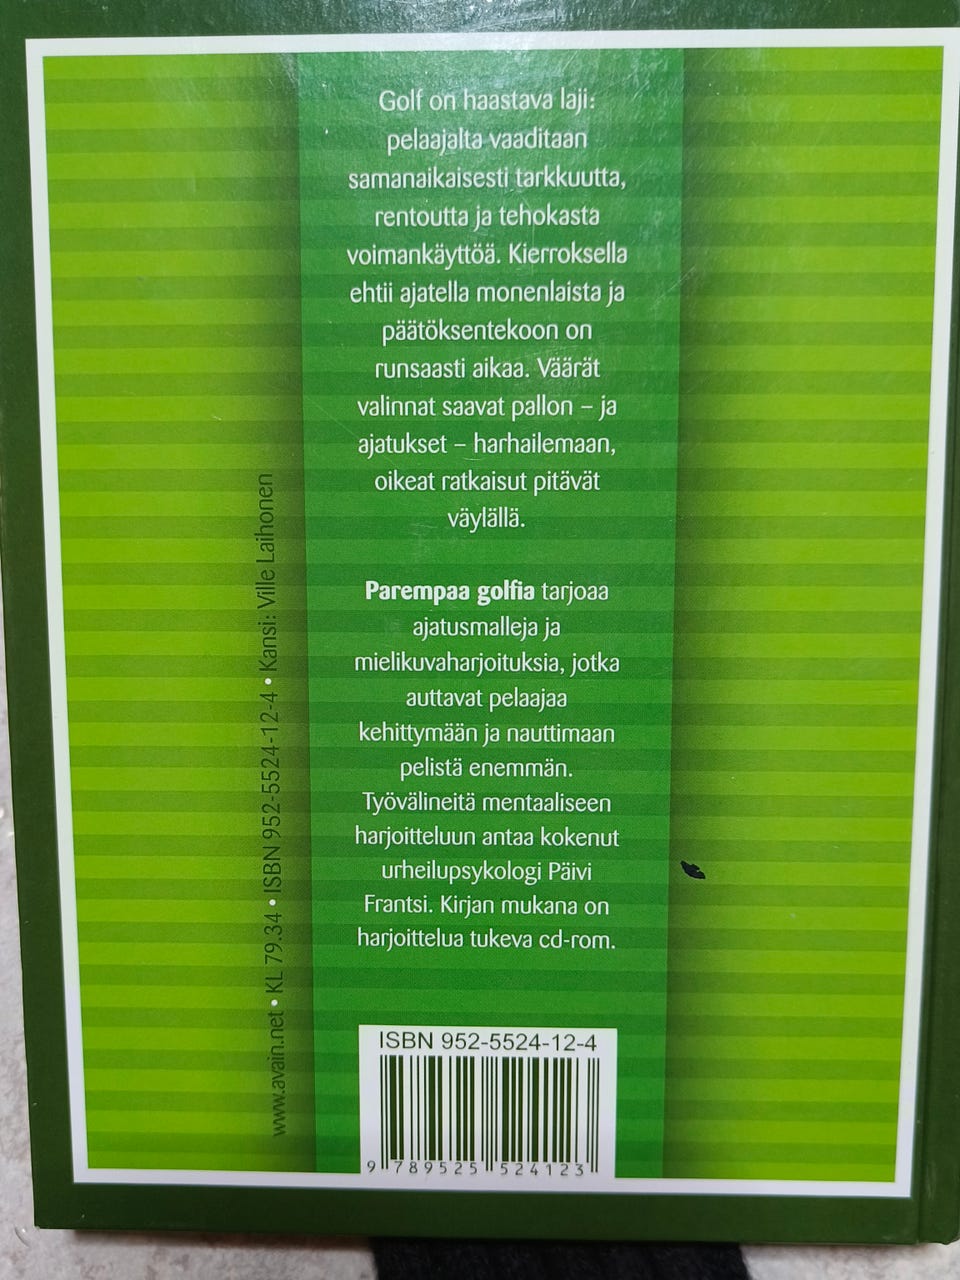 Golf on haastava laji:
pelaajalta vaaditaan
samanaikaisesti tarkkuutta,
rentoutta ja tehokasta
voimankäyttöä. Kierroksella
ehtii ajatella monenlaista ja
päätöksentekoon on
runsaasti aikaa. Väärät
valinnat saavat pallon – ja
ajatukset – harhailemaan,
oikeat ratkaisut pitävät
väylällä.
Parempaa golfia tarjoaa
ajatusmalleja ja
mielikuvaharjoituksia, jotka
auttavat pelaajaa
kehittymään ja nauttimaan
pelistä enemmän.
Työvälineitä mentaaliseen
harjoitteluun antaa kokenut
urheilupsykologi Päivi
Frantsi. Kirjan mukana on
harjoittelua tukeva cd-rom.
www.avain.net • KL 79.34 • ISBN 952-5524-12-4 • Kansi: Ville Laihonen
ISBN 952-5524-12-4
9 789525 524123